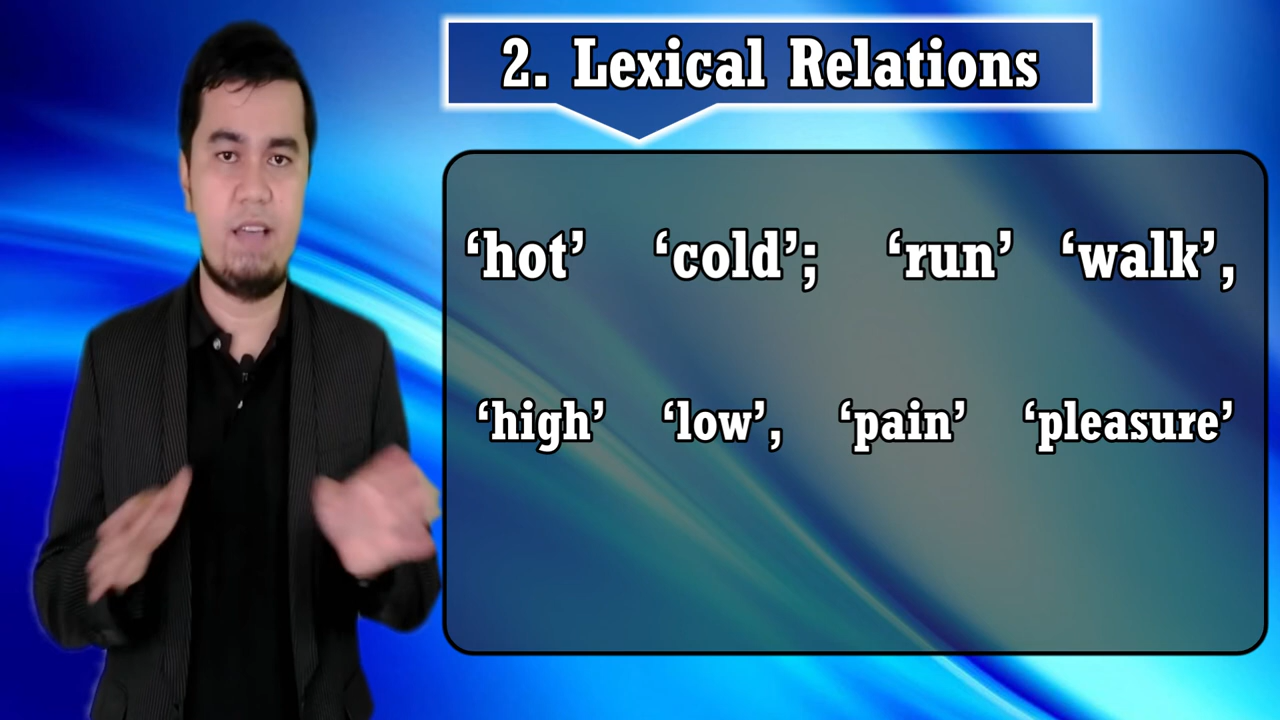 2. Lexical Relations
‘hot’ ‘cold’; ‘run’ ‘walk’,
‘high’ ‘low’, ‘pain’ ‘pleasure’